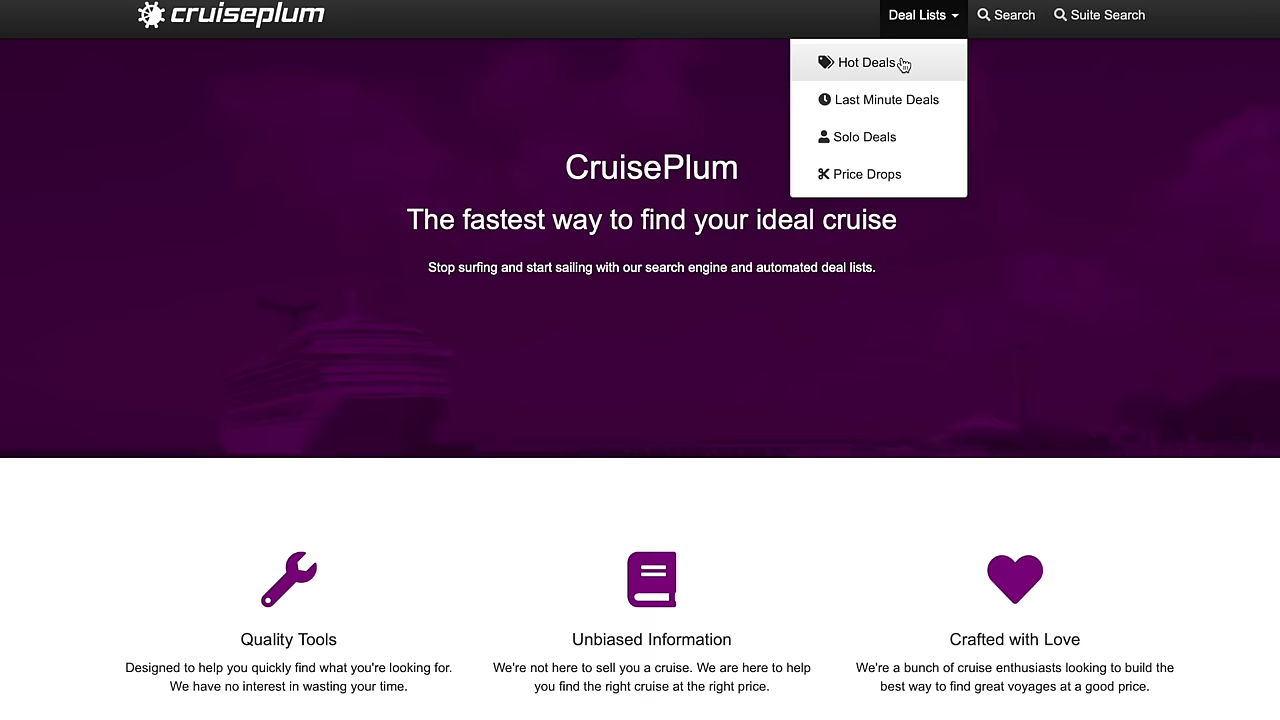 cruiseplum
Deal Lists
Search
Suite Search
Hot Deals
Last Minute Deals
Solo Deals
Price Drops
CruisePlum
The fastest way to find your ideal cruise
Stop surfing and start sailing with our search engine and automated deal lists.
Quality Tools
Designed to help you quickly find what you're looking for.
We have no interest in wasting your time.
Unbiased Information
We're not here to sell you a cruise. We are here to help
you find the right cruise at the right price.
Crafted with Love
We're a bunch of cruise enthusiasts looking to build the
best way to find great voyages at a good price.